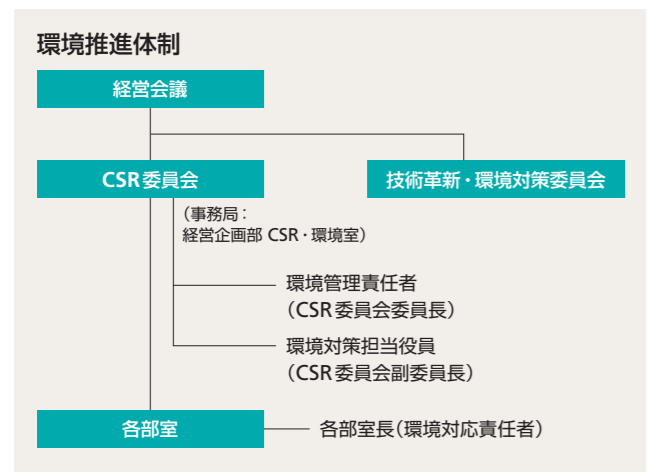 環境推進体制
経営会議
CSR委員会
技術革新・環境対策委員会
（事務局：
経営企画部 CSR・環境室）
環境管理責任者
（CSR委員会委員長）
環境対策担当役員
（CSR委員会副委員長）
各部室
各部室長（環境対応責任者）